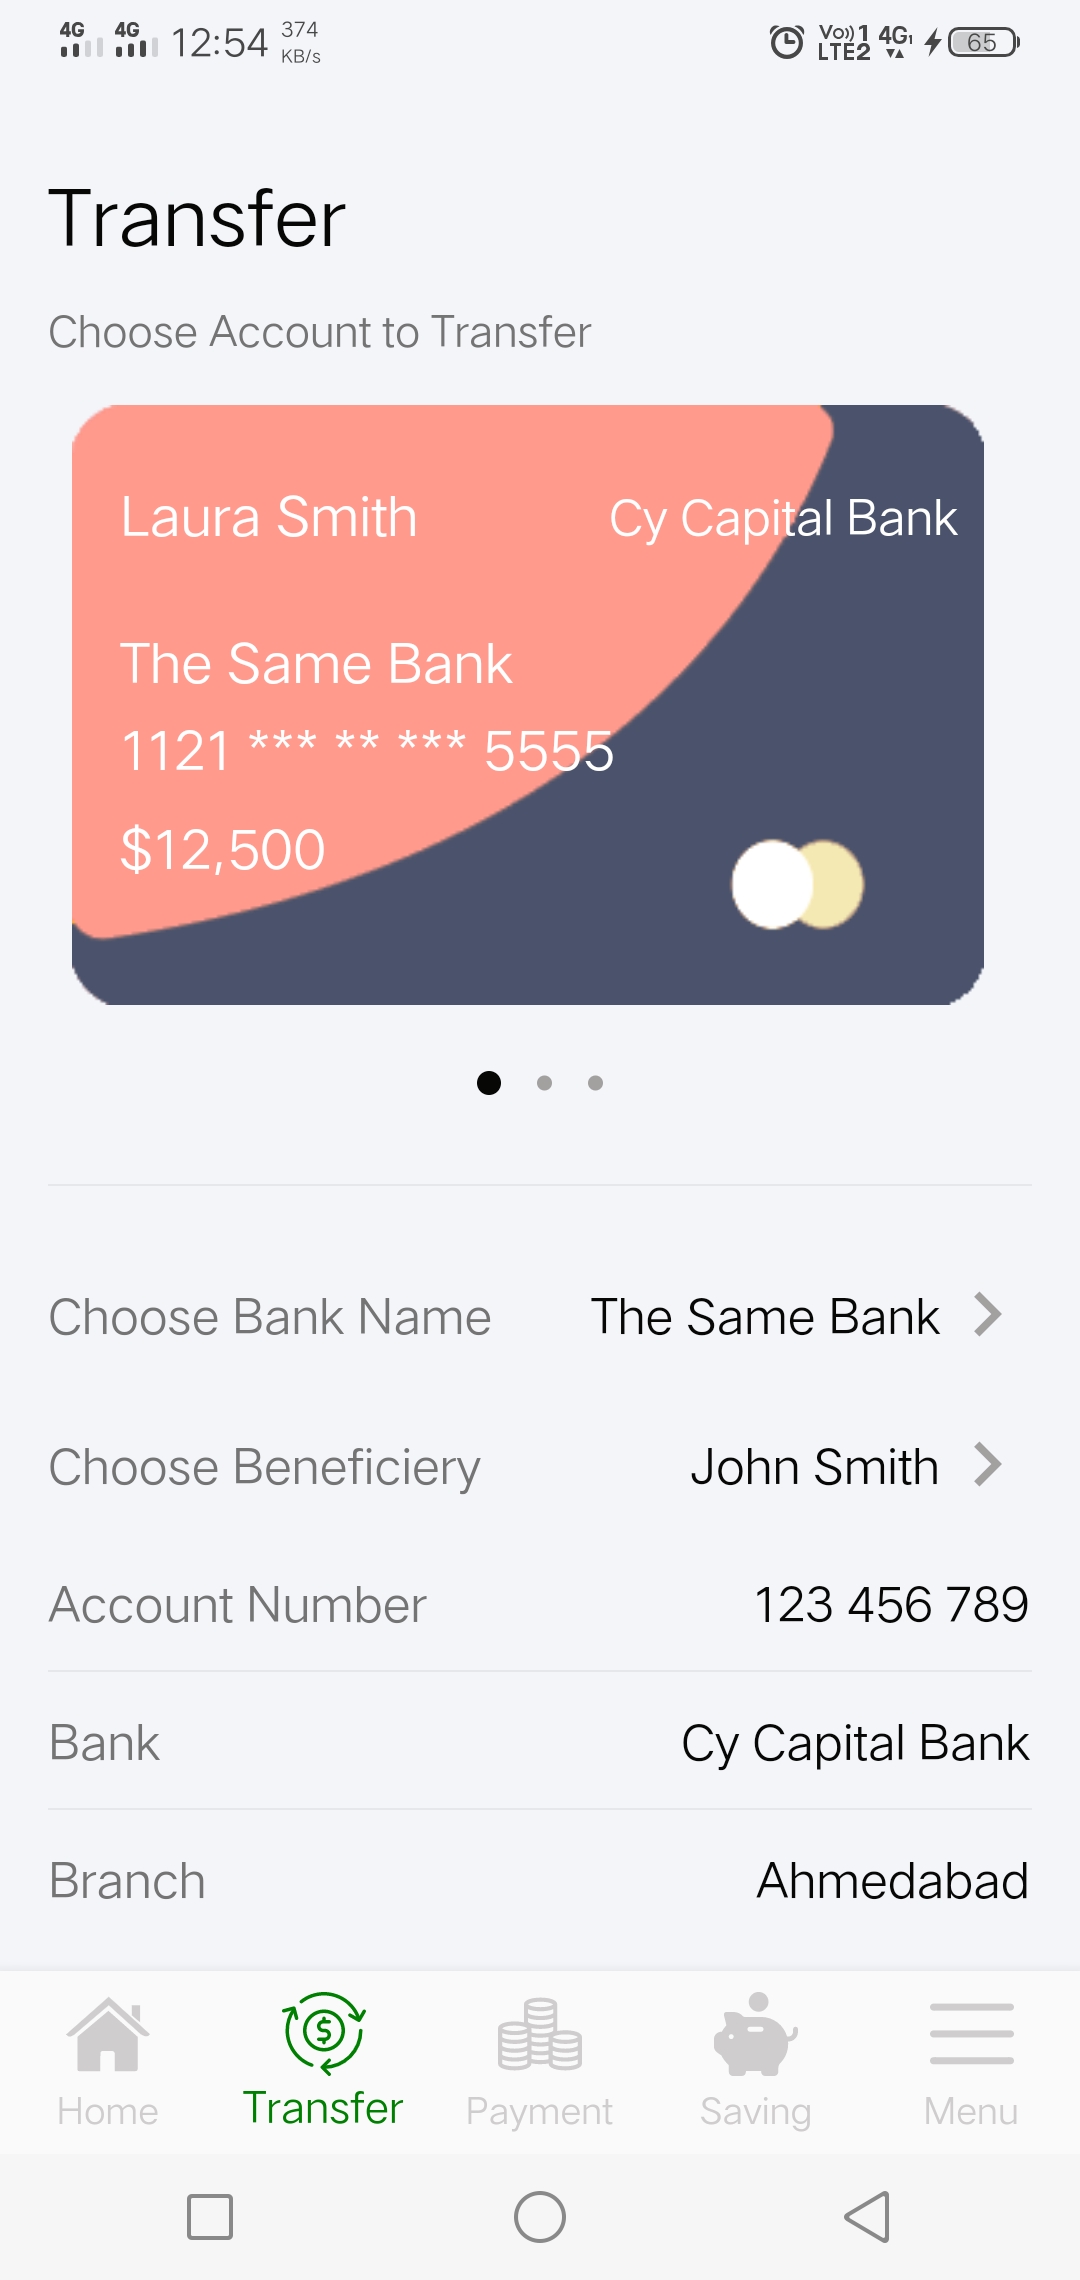 4G 4G 12:54 374 KB/s Vo)) 1 LTE2 4G1 65
Transfer
Choose Account to Transfer
Laura Smith Cy Capital Bank
The Same Bank
1121 *** ** *** 5555
$12,500
Choose Bank Name The Same Bank
Choose Beneficiery John Smith
Account Number 123 456 789
Bank Cy Capital Bank
Branch Ahmedabad
Home Transfer Payment Saving Menu